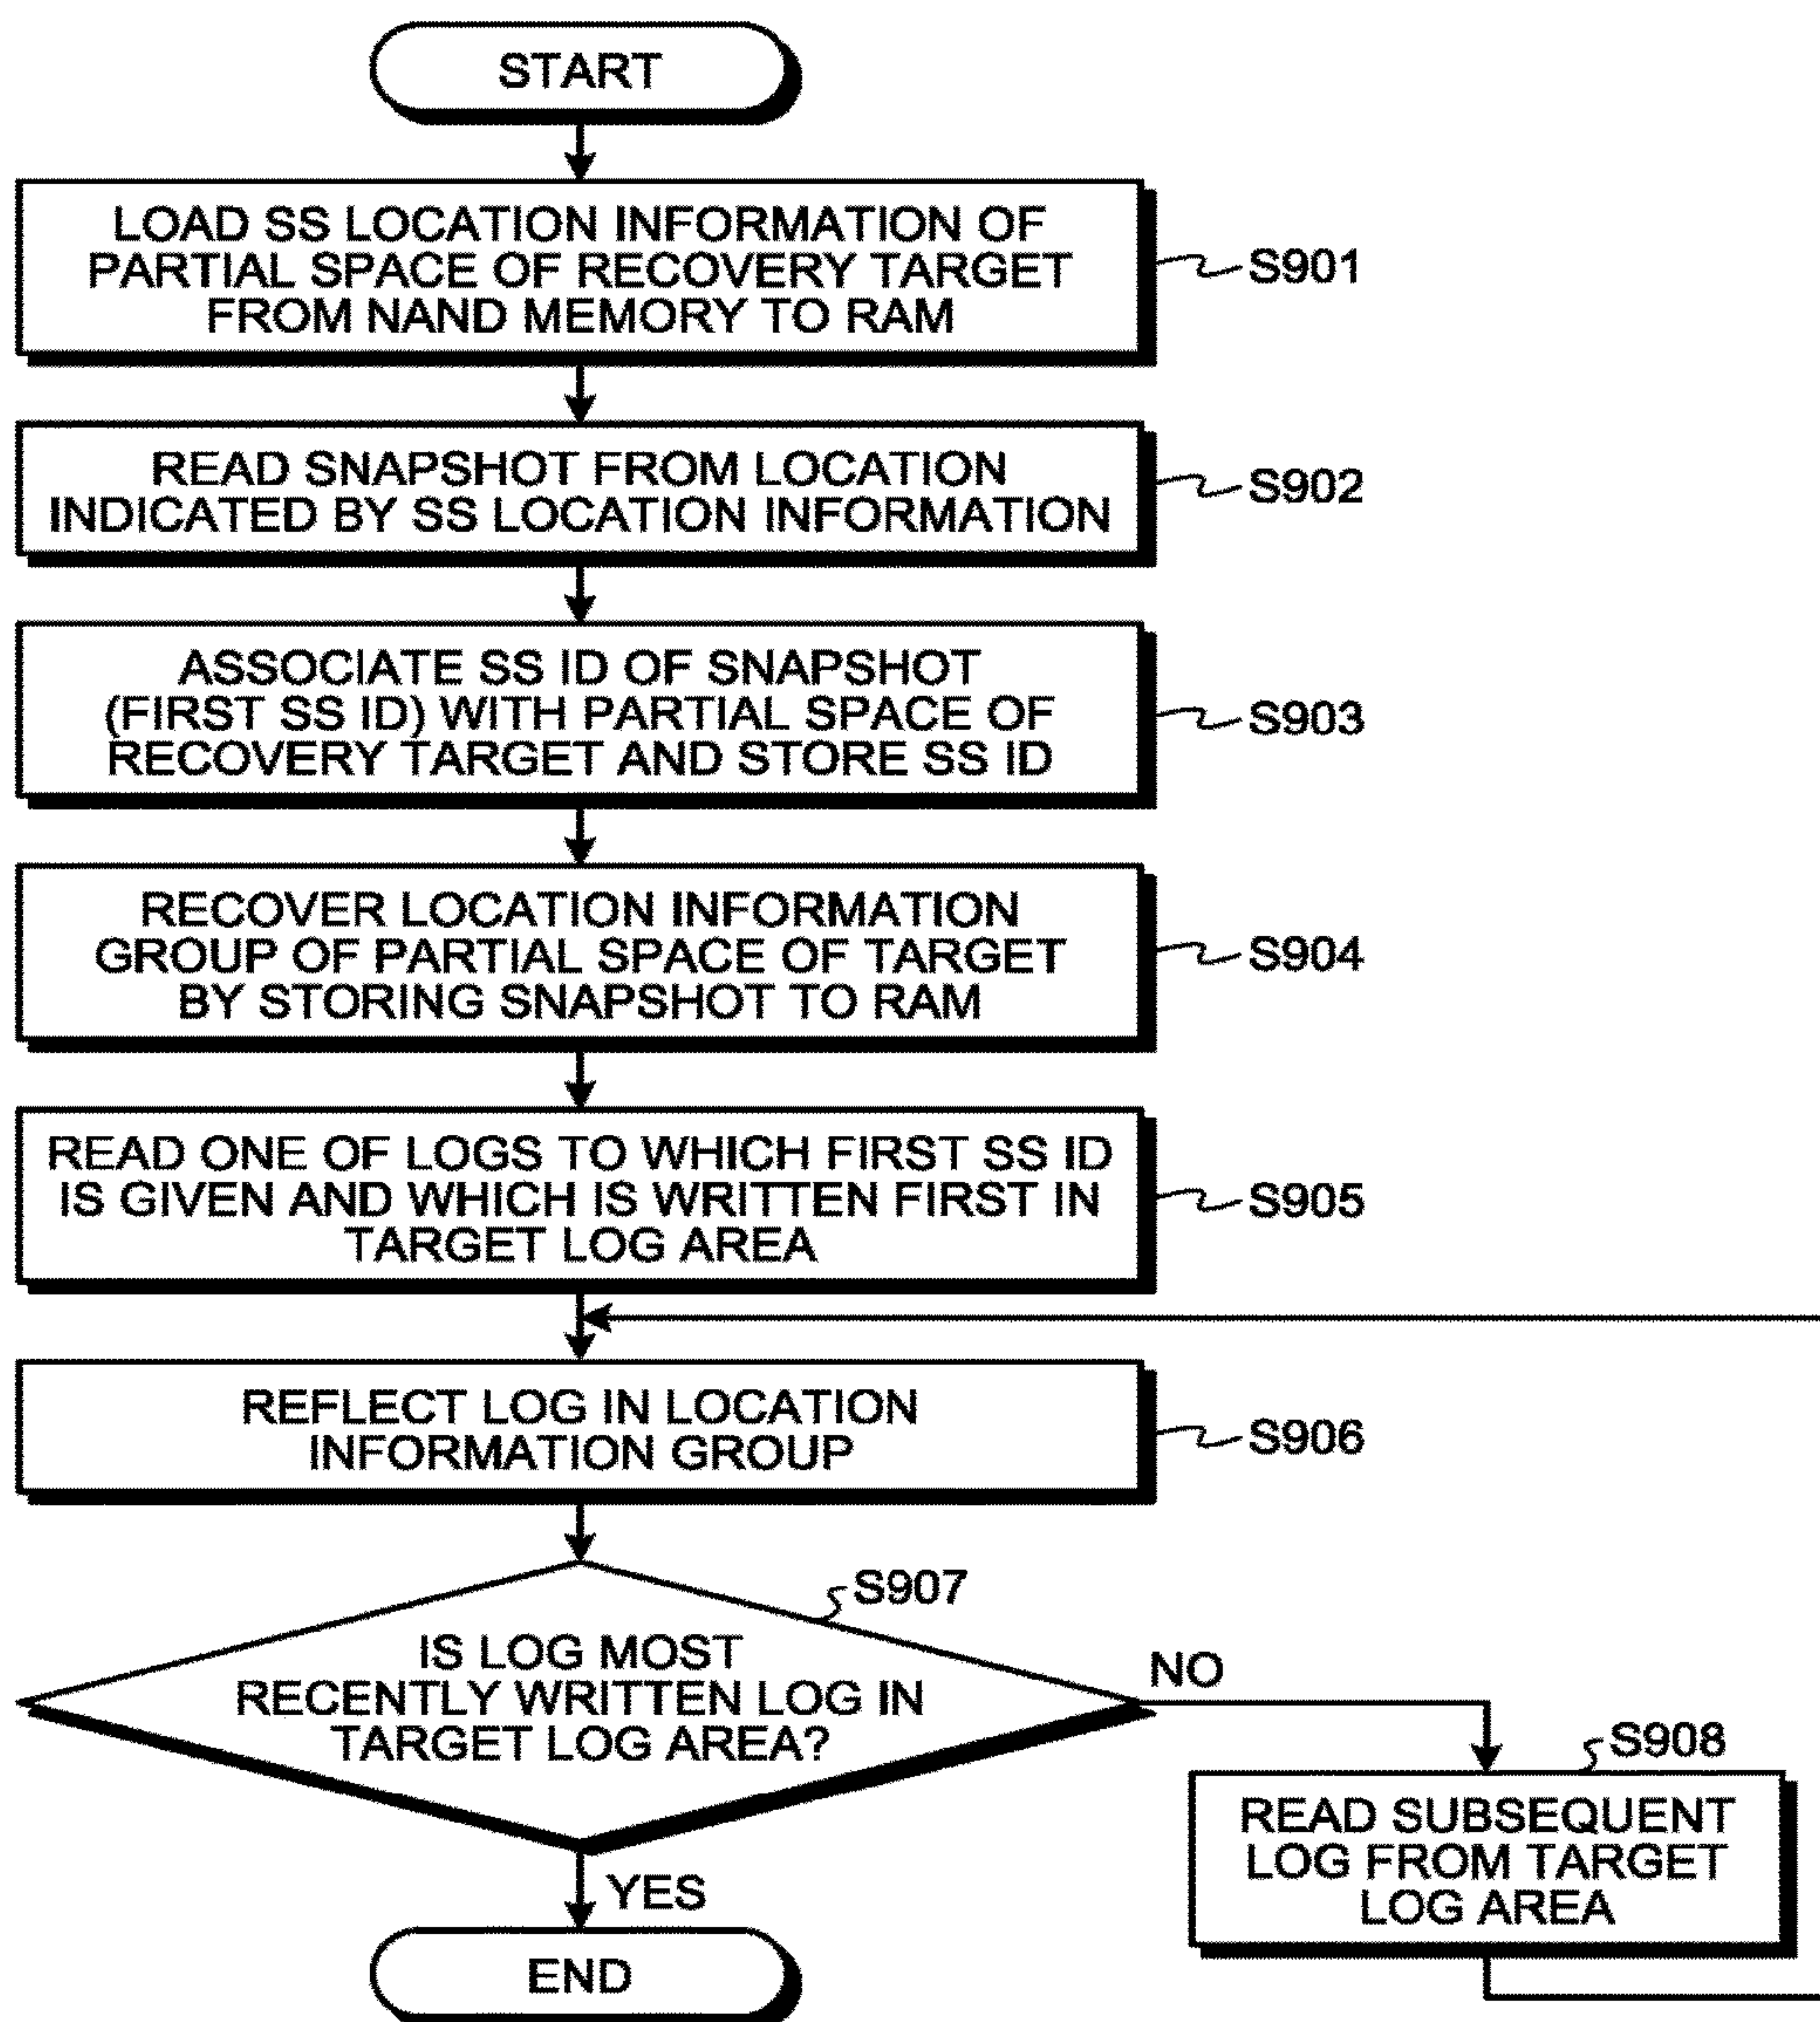 START
LOAD SS LOCATION INFORMATION OF
PARTIAL SPACE OF RECOVERY TARGET
FROM NAND MEMORY TO RAM
S901
READ SNAPSHOT FROM LOCATION
INDICATED BY SS LOCATION INFORMATION
S902
ASSOCIATE SS ID OF SNAPSHOT
(FIRST SS ID) WITH PARTIAL SPACE OF
RECOVERY TARGET AND STORE SS ID
S903
RECOVER LOCATION INFORMATION
GROUP OF PARTIAL SPACE OF TARGET
BY STORING SNAPSHOT TO RAM
S904
READ ONE OF LOGS TO WHICH FIRST SS ID
IS GIVEN AND WHICH IS WRITTEN FIRST IN
TARGET LOG AREA
S905
REFLECT LOG IN LOCATION
INFORMATION GROUP
S906
S907
IS LOG MOST
RECENTLY WRITTEN LOG IN
TARGET LOG AREA?
NO
S908
READ SUBSEQUENT
LOG FROM TARGET
LOG AREA
YES
END